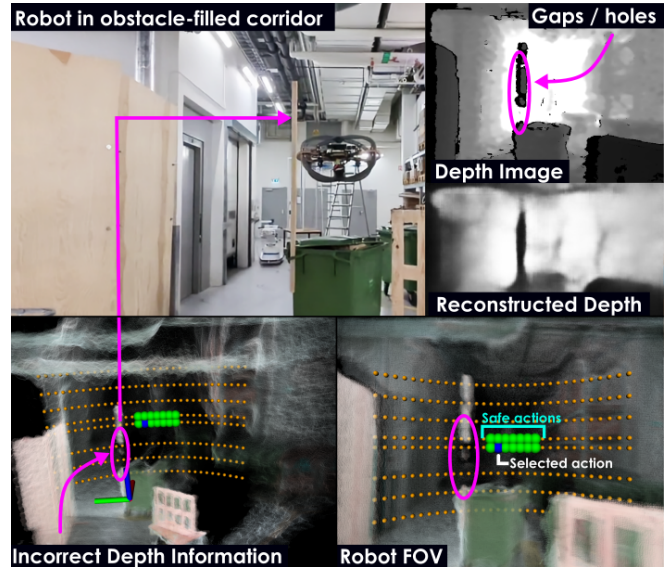 Robot in obstacle-filled corridor
Gaps / holes
Depth Image
Reconstructed Depth
Safe actions
Selected action
Incorrect Depth Information
Robot FOV